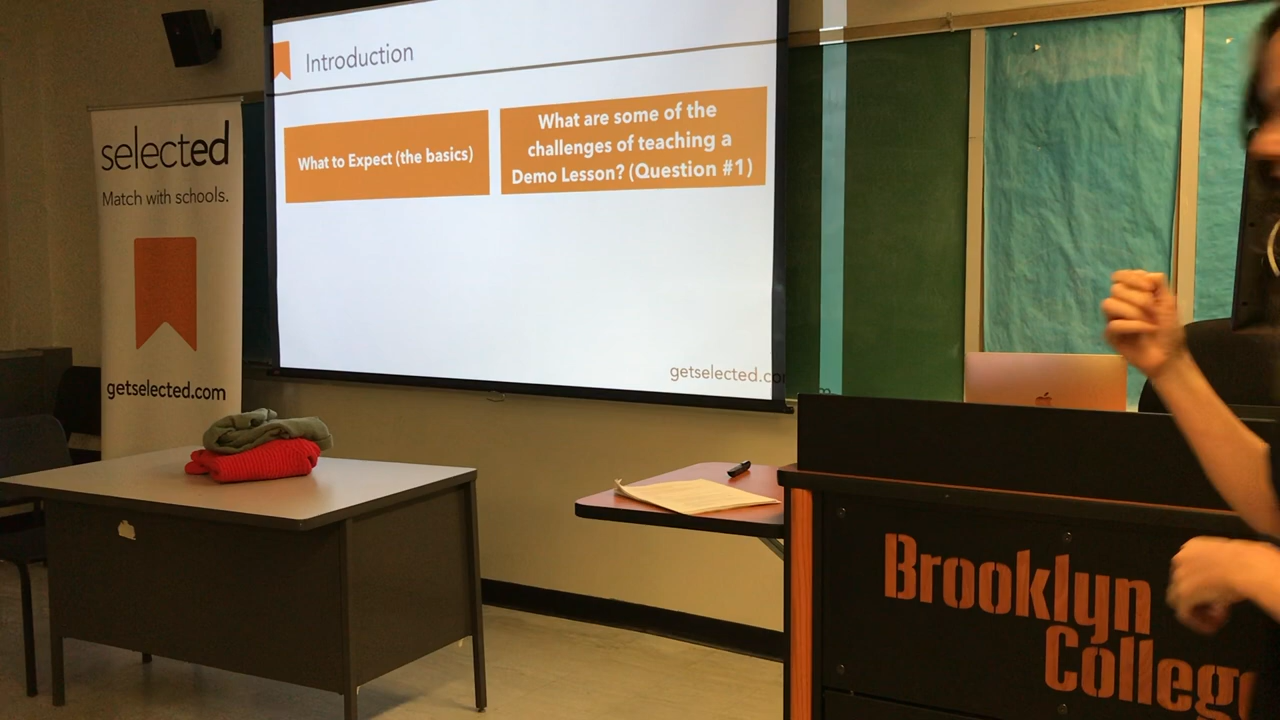 selected
Match with schools.
getselected.com
Introduction
What to Expect (the basics)
What are some of the
challenges of teaching a
Demo Lesson? (Question #1)
getselected.com
Brooklyn
College